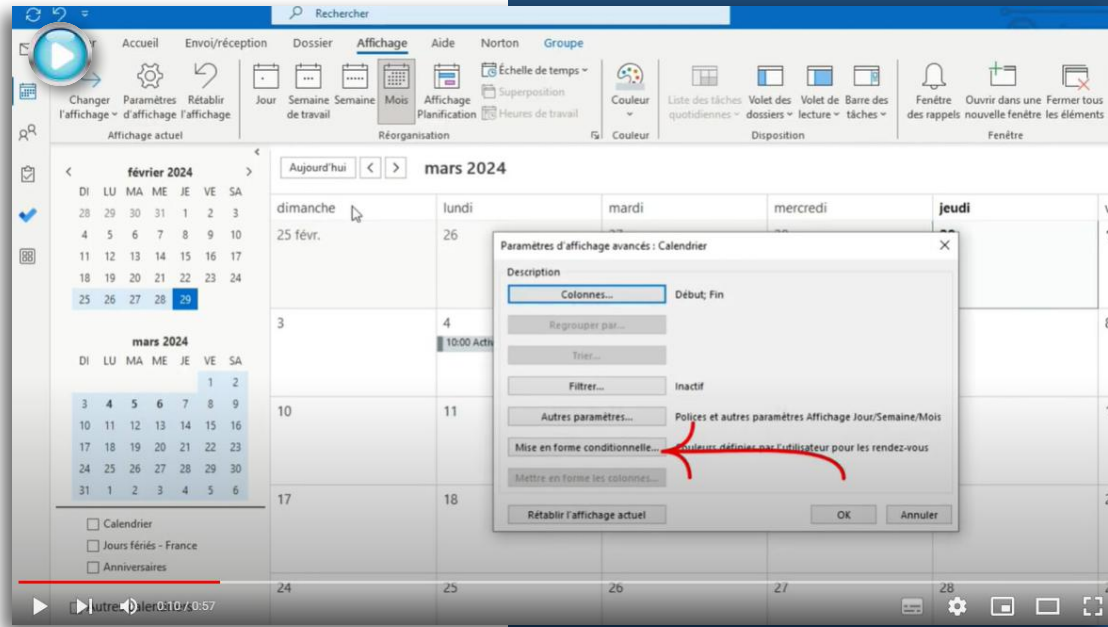 Rechercher
Accueil Envoi/réception Dossier Affichage Aide Norton Groupe
Changer l'affichage
Paramètres d'affichage
Rétablir l'affichage
Affichage actuel
Jour
Semaine de travail
Semaine
Mois
Affichage Planification
Échelle de temps
Superposition
Heures de travail
Réorganisation
Couleur
Couleur
Liste des tâches quotidiennes
Volet des dossiers
Volet de lecture
Barre des tâches
Disposition
Fenêtre des rappels
Ouvrir dans une nouvelle fenêtre
Fermer tous les éléments
Fenêtre
février 2024
DI LU MA ME JE VE SA
28 29 30 31 1 2 3
4 5 6 7 8 9 10
11 12 13 14 15 16 17
18 19 20 21 22 23 24
25 26 27 28 29
mars 2024
DI LU MA ME JE VE SA
1 2
3 4 5 6 7 8 9
10 11 12 13 14 15 16
17 18 19 20 21 22 23
24 25 26 27 28 29 30
31 1 2 3 4 5 6
Calendrier
Jours fériés - France
Anniversaires
Aujourd'hui
mars 2024
dimanche lundi mardi mercredi jeudi
25 févr. 26
3 4
10:00
10 11
17 18
24 25 26 27 28
Paramètres d'affichage avancés : Calendrier
Description
Colonnes... Début; Fin
Regrouper par...
Trier...
Filtrer... Inactif
Autres paramètres... Polices et autres paramètres Affichage Jour/Semaine/Mois
Mise en forme conditionnelle... Couleurs définies par l'utilisateur pour les rendez-vous
Mettre en forme les colonnes...
Rétablir l'affichage actuel OK Annuler
0:10 / 0:57